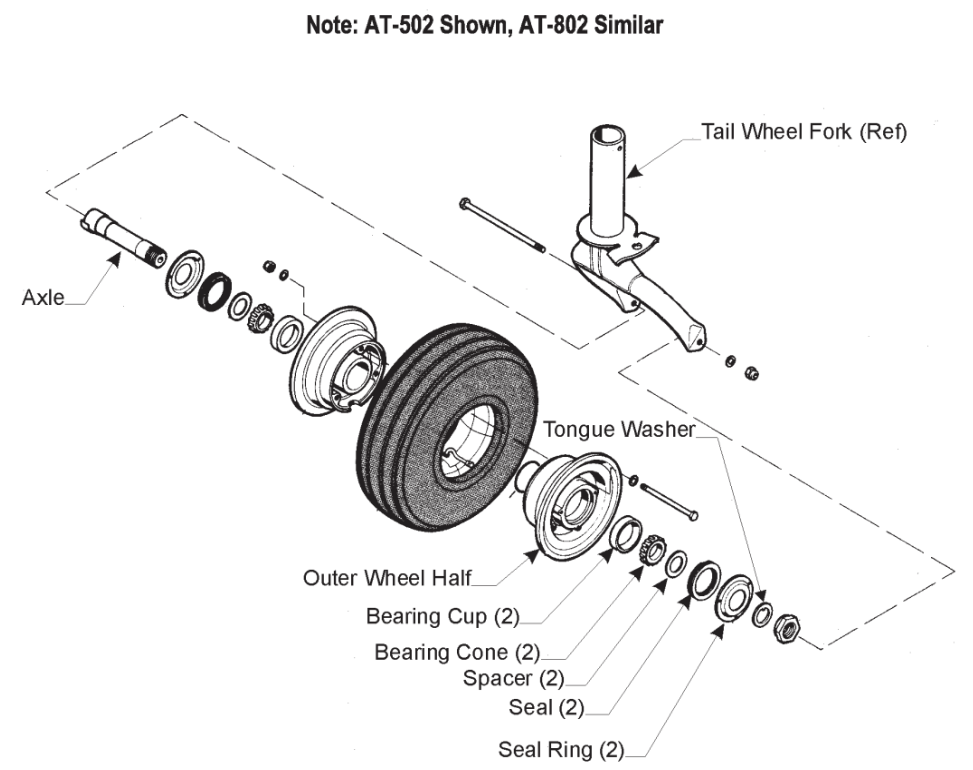 Note: AT-502 Shown, AT-802 Similar
Tail Wheel Fork (Ref)
Axle
Tongue Washer
Outer Wheel Half
Bearing Cup (2)
Bearing Cone (2)
Spacer (2)
Seal (2)
Seal Ring (2)